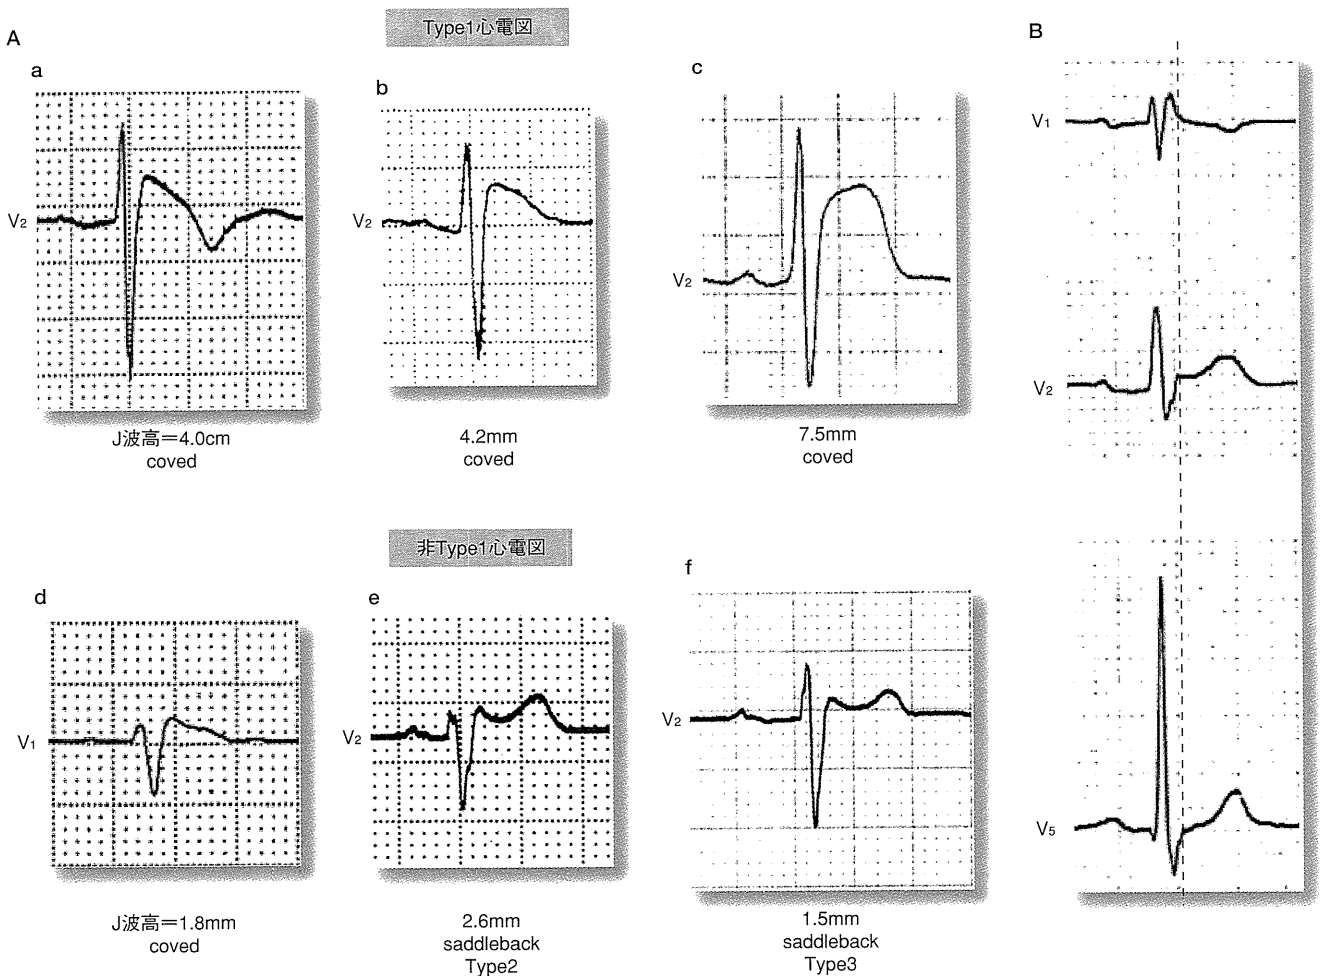 Type1心電図
A
a
V2
J波高=4.0cm
coved
b
V2
4.2mm
coved
c
V2
7.5mm
coved
非Type1心電図
d
V1
J波高=1.8mm
coved
e
V2
2.6mm
saddleback
Type2
f
V2
1.5mm
saddleback
Type3
B
V1
V2
V5